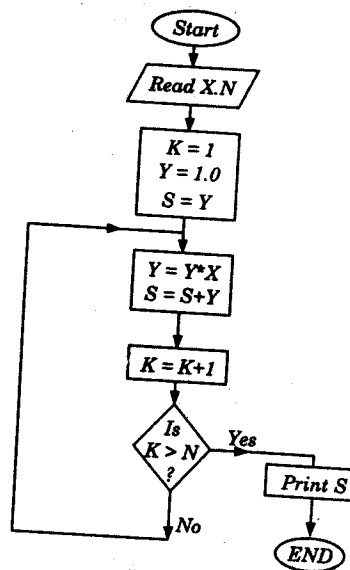 Start
Read X.N
K = 1
Y = 1.0
S = Y
Y = Y*X
S = S+Y
K = K+1
Is
K > N
?
Yes
No
Print S
END